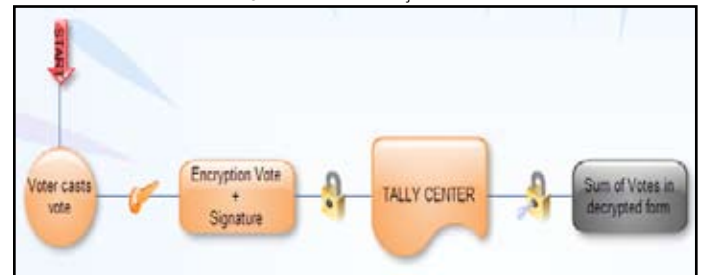 START
Voter casts
vote
Encryption Vote
+
Signature
TALLY CENTER
Sum of Votes in
decrypted form